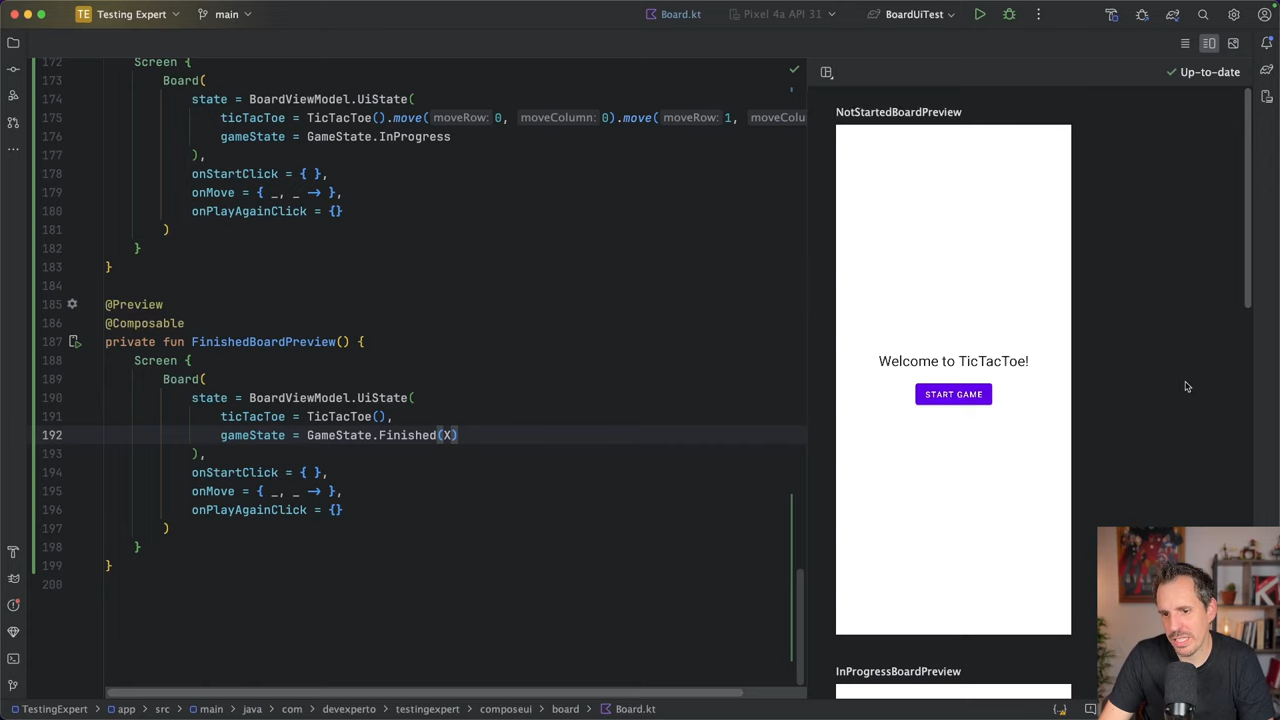 TE Testing Expert main Board.kt Pixel 4a API 31 BoardUiTest
172 Screen {
173 Board(
174 state = BoardViewModel.UiState(
175 ticTacToe = TicTacToe().move( moveRow: 0, moveColumn: 0).move( moveRow: 1, moveColu
176 gameState = GameState.InProgress
177 ),
178 onStartClick = { },
179 onMove = { _, _ -> },
180 onPlayAgainClick = {}
181 )
182 }
183 }
184
185 @Preview
186 @Composable
187 private fun FinishedBoardPreview() {
188 Screen {
189 Board(
190 state = BoardViewModel.UiState(
191 ticTacToe = TicTacToe(),
192 gameState = GameState.Finished(X)
193 ),
194 onStartClick = { },
195 onMove = { _, _ -> },
196 onPlayAgainClick = {}
197 )
198 }
199 }
200
Up-to-date
NotStartedBoardPreview
Welcome to TicTacToe!
START GAME
InProgressBoardPreview
TestingExpert > app > src > main > java > com > devexperto > testingexpert > composeui > board > Board.kt